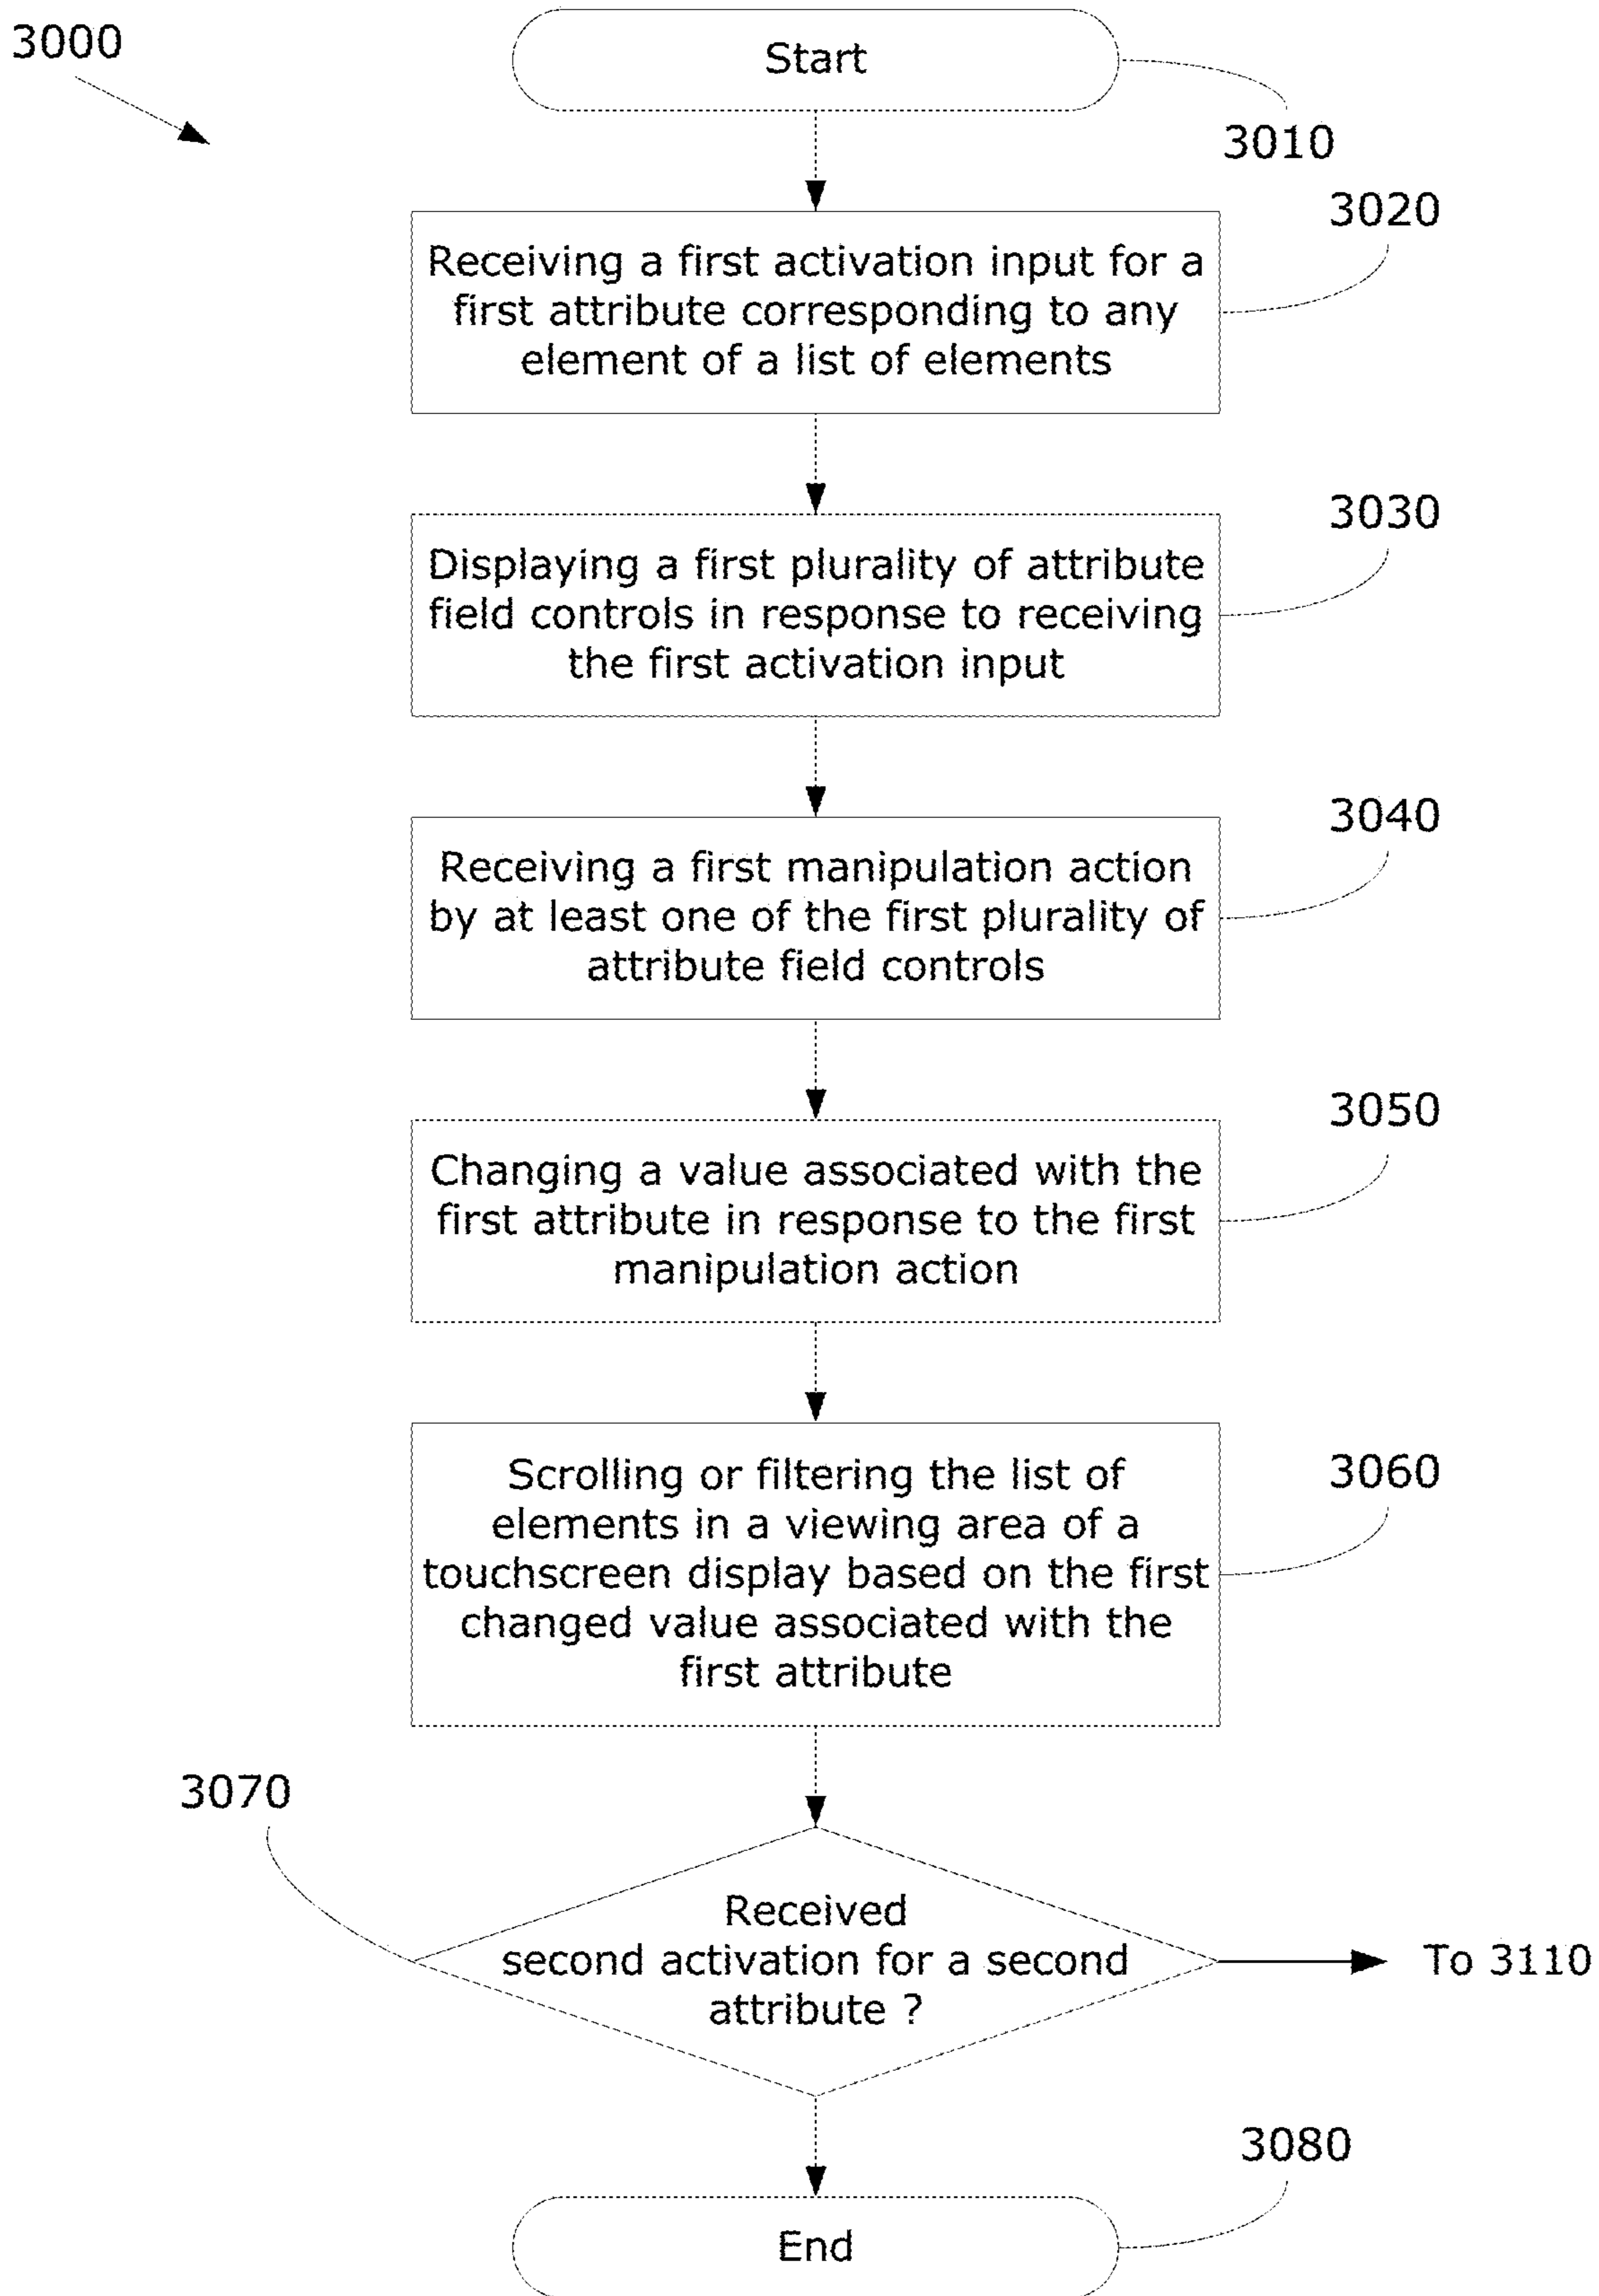 3000
Start
3010
3020
Receiving a first activation input for a
first attribute corresponding to any
element of a list of elements
3030
Displaying a first plurality of attribute
field controls in response to receiving
the first activation input
3040
Receiving a first manipulation action
by at least one of the first plurality of
attribute field controls
3050
Changing a value associated with the
first attribute in response to the first
manipulation action
3060
Scrolling or filtering the list of
elements in a viewing area of a
touchscreen display based on the first
changed value associated with the
first attribute
3070
Received
second activation for a second
attribute ?
To 3110
3080
End